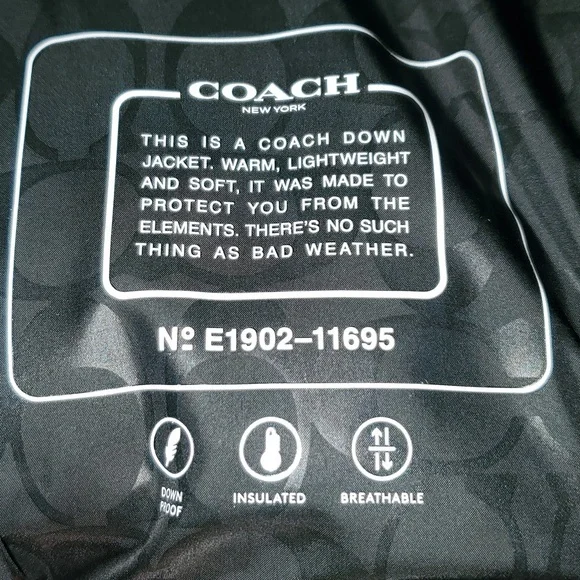 COACH
NEW YORK
THIS IS A COACH DOWN
JACKET. WARM, LIGHTWEIGHT
AND SOFT, IT WAS MADE TO
PROTECT YOU FROM THE
ELEMENTS. THERE'S NO SUCH
THING AS BAD WEATHER.
Nº E1902–11695
DOWN
PROOF
INSULATED
BREATHABLE